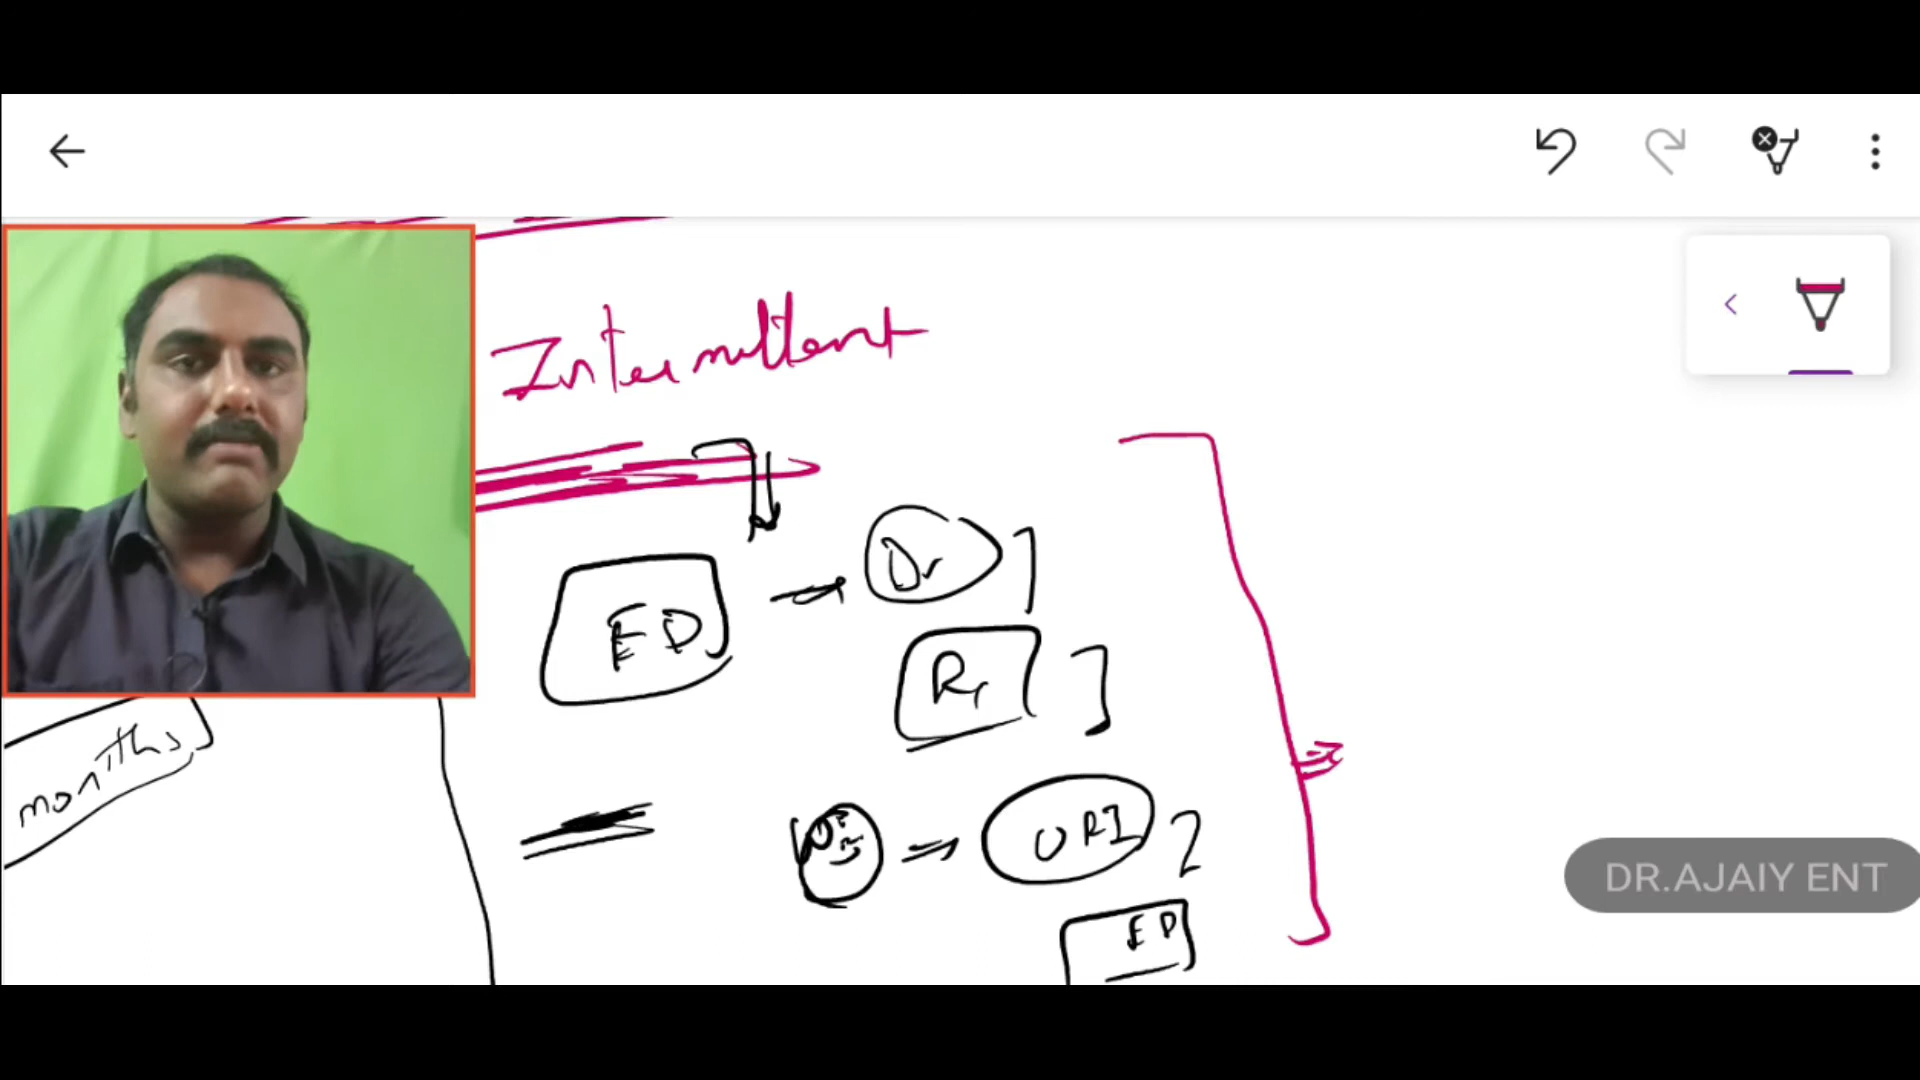 Intermittent
ED
Dr
Rr
months
URI
ED
DR.AJAIY ENT